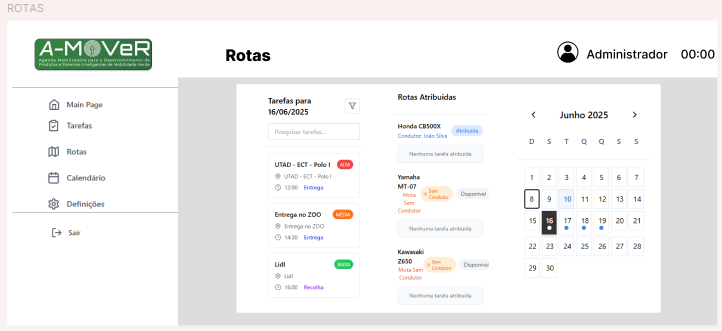 ROTAS
A-MoVeR
Agenda Mobilizadora para o Desenvolvimento de
Produtos e Sistemas Inteligentes de Mobilidade Verde
Rotas
Administrador 00:00
Main Page
Tarefas
Rotas
Calendário
Definições
Sair
Tarefas para
16/06/2025
Pesquisar tarefas...
UTAD - ECT - Polo I ALTA
UTAD - ECT - Polo I
12:00 Entrega
Entrega no ZOO MÉDIA
Entrega no ZOO
14:30 Entrega
Lidl BAIXA
Lidl
16:00 Recolha
Rotas Atribuídas
Honda CB500X Atribuída
Condutor: João Silva
Nenhuma tarefa atribuída
Yamaha
MT-07 Sem Condutor Disponível
Mota
Sem
Condutor
Nenhuma tarefa atribuída
Kawasaki
Z650 Sem Condutor Disponível
Mota Sem
Condutor
Nenhuma tarefa atribuída
< Junho 2025 >
D S T Q Q S S
1 2 3 4 5 6 7
8 9 10 11 12 13 14
15 16 17 18 19 20 21
22 23 24 25 26 27 28
29 30